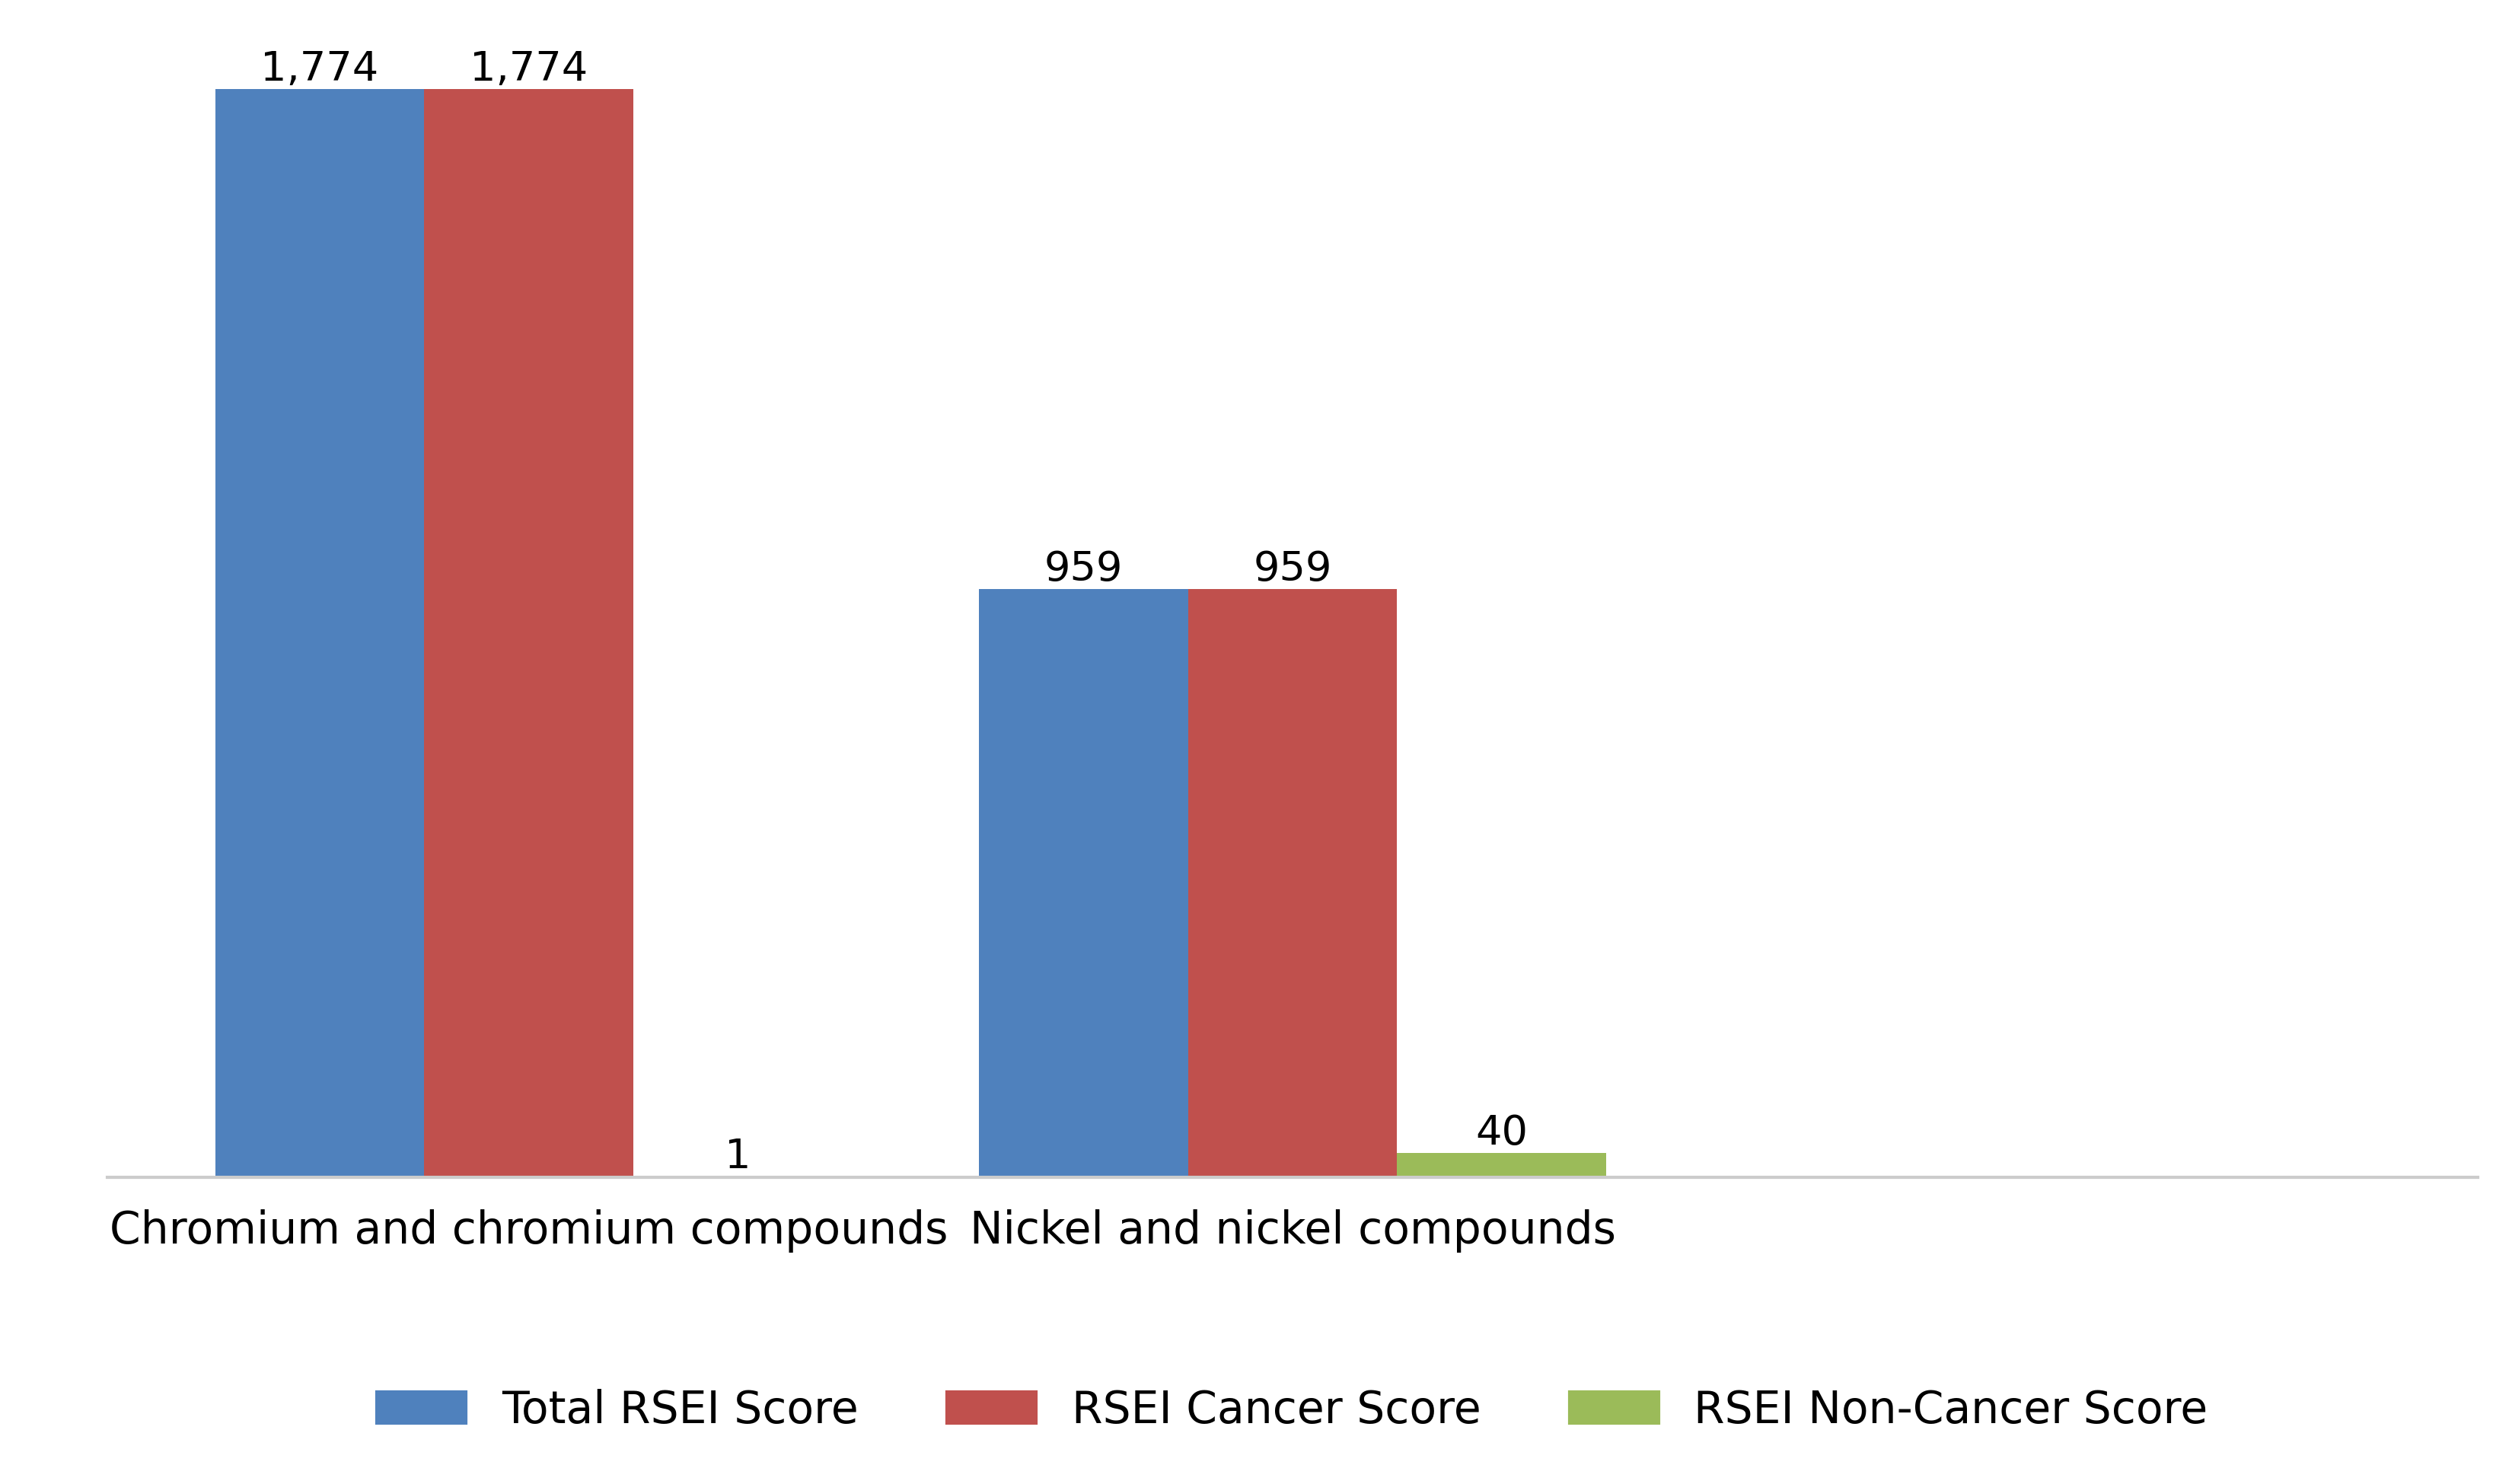 1,774 1,774
959 959
40
1
Chromium and chromium compounds Nickel and nickel compounds
Total RSEI Score RSEI Cancer Score RSEI Non-Cancer Score